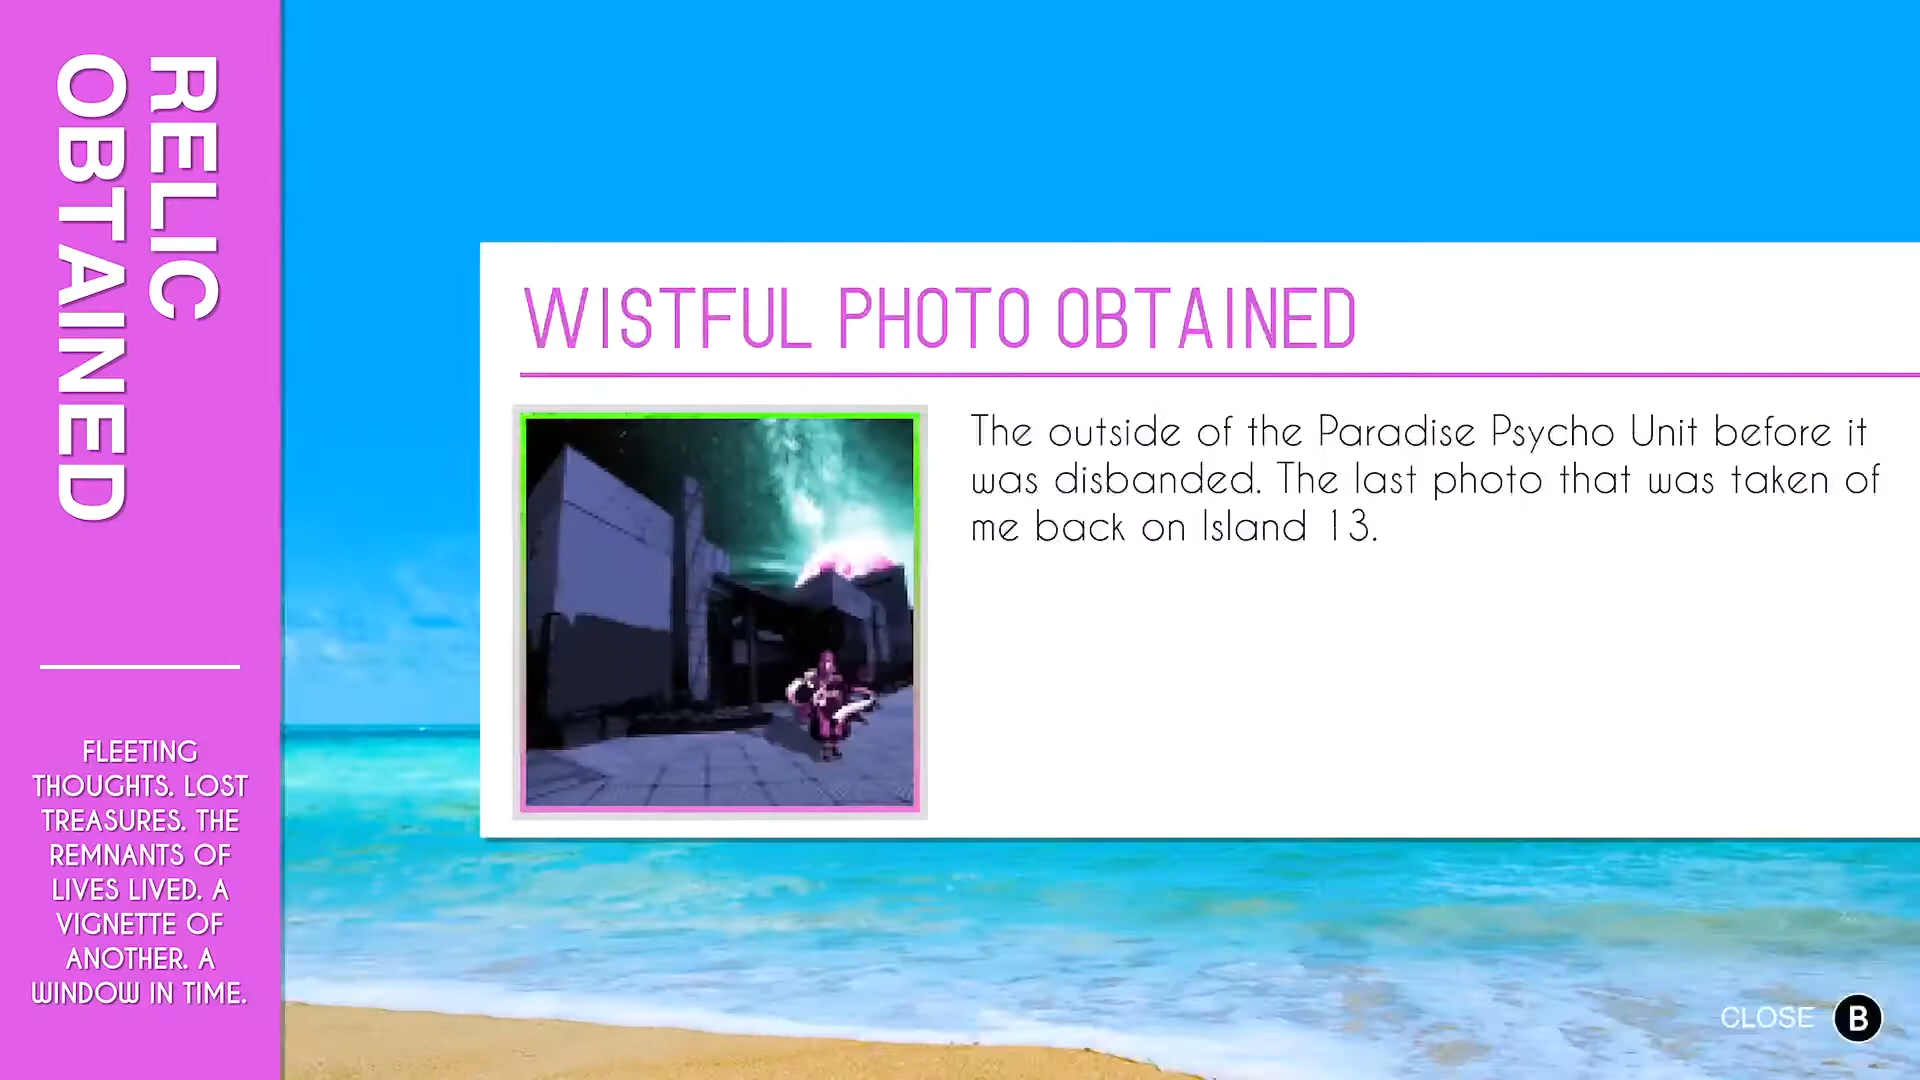 RELIC
OBTAINED
FLEETING
THOUGHTS. LOST
TREASURES. THE
REMNANTS OF
LIVES LIVED. A
VIGNETTE OF
ANOTHER. A
WINDOW IN TIME.
WISTFUL PHOTO OBTAINED
The outside of the Paradise Psycho Unit before it
was disbanded. The last photo that was taken of
me back on Island 13.
CLOSE B